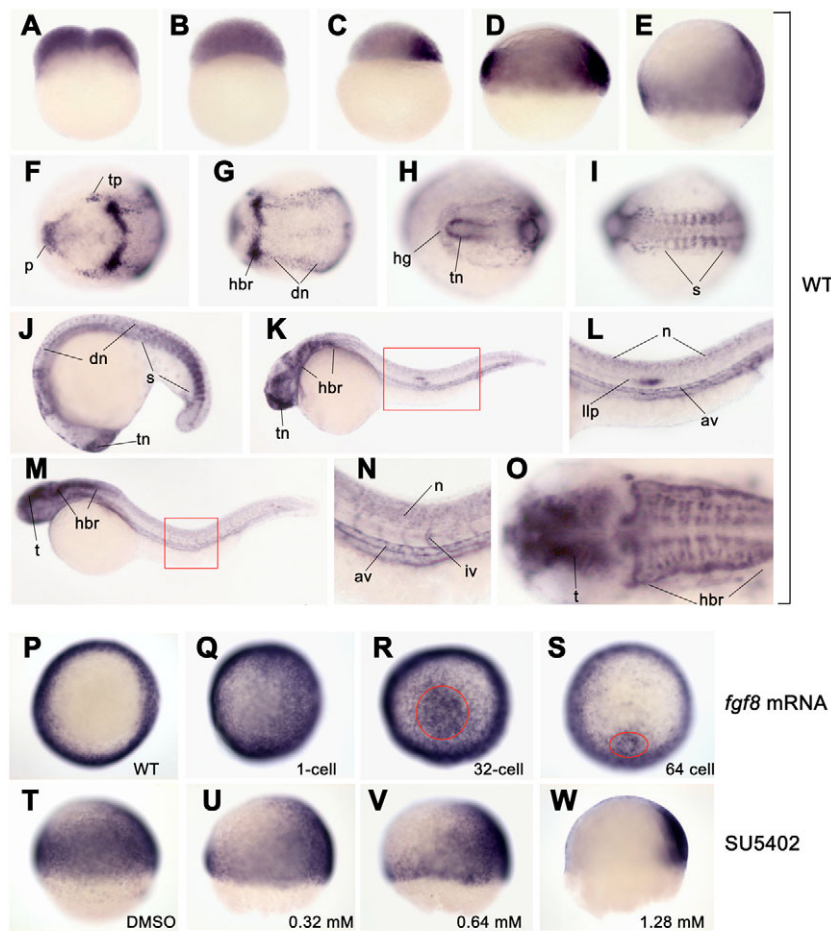 A B C D E
F tp p
G hbr dn
H hg tn
I s
WT
J dn s tn
K hbr tn
L n llp av
M t hbr
N n av iv
O t hbr
P WT
Q 1-cell
R 32-cell
S 64 cell
fgf8 mRNA
T DMSO
U 0.32 mM
V 0.64 mM
W 1.28 mM
SU5402